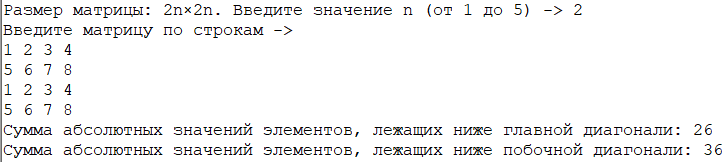 Размер матрицы: 2n×2n. Введите значение n (от 1 до 5) -> 2
Введите матрицу по строкам ->
1 2 3 4
5 6 7 8
1 2 3 4
5 6 7 8
Сумма абсолютных значений элементов, лежащих ниже главной диагонали: 26
Сумма абсолютных значений элементов, лежащих ниже побочной диагонали: 36